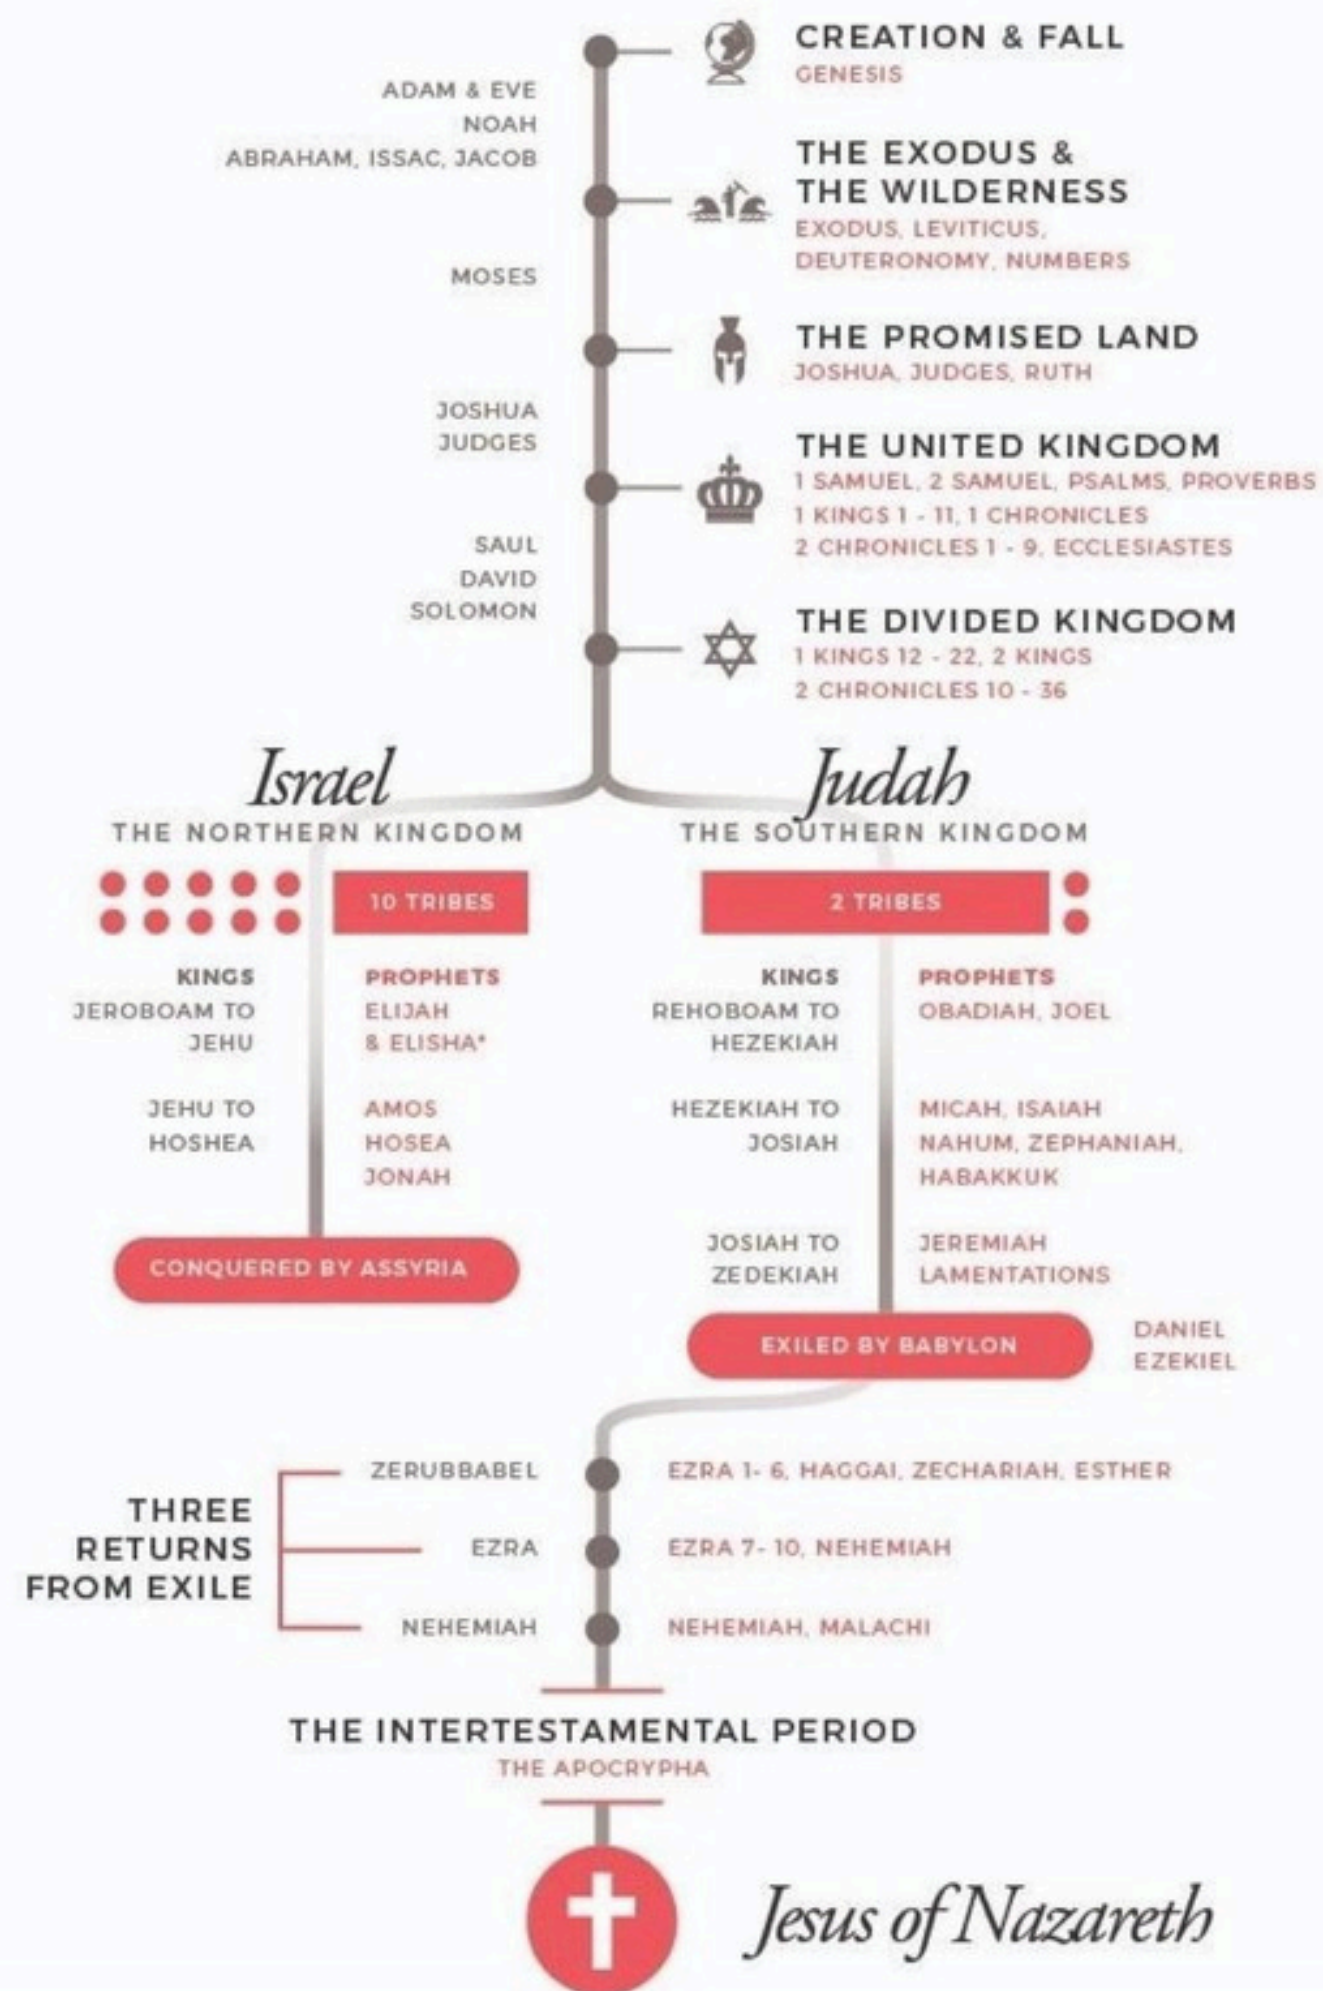 CREATION & FALL
GENESIS
ADAM & EVE
NOAH
ABRAHAM, ISSAC, JACOB
THE EXODUS &
THE WILDERNESS
EXODUS, LEVITICUS,
DEUTERONOMY, NUMBERS
MOSES
THE PROMISED LAND
JOSHUA, JUDGES, RUTH
JOSHUA
JUDGES
THE UNITED KINGDOM
1 SAMUEL, 2 SAMUEL, PSALMS, PROVERBS
1 KINGS 1 - 11, 1 CHRONICLES
2 CHRONICLES 1 - 9, ECCLESIASTES
SAUL
DAVID
SOLOMON
THE DIVIDED KINGDOM
1 KINGS 12 - 22, 2 KINGS
2 CHRONICLES 10 - 36
Israel
THE NORTHERN KINGDOM
10 TRIBES
KINGS
JEROBOAM TO
JEHU
PROPHETS
ELIJAH
& ELISHA*
JEHU TO
HOSHEA
AMOS
HOSEA
JONAH
CONQUERED BY ASSYRIA
Judah
THE SOUTHERN KINGDOM
2 TRIBES
KINGS
REHOBOAM TO
HEZEKIAH
PROPHETS
OBADIAH, JOEL
HEZEKIAH TO
JOSIAH
MICAH, ISAIAH
NAHUM, ZEPHANIAH,
HABAKKUK
JOSIAH TO
ZEDEKIAH
JEREMIAH
LAMENTATIONS
EXILED BY BABYLON
DANIEL
EZEKIEL
THREE
RETURNS
FROM EXILE
ZERUBBABEL
EZRA 1- 6, HAGGAI, ZECHARIAH, ESTHER
EZRA
EZRA 7- 10, NEHEMIAH
NEHEMIAH
NEHEMIAH, MALACHI
THE INTERTESTAMENTAL PERIOD
THE APOCRYPHA
Jesus of Nazareth